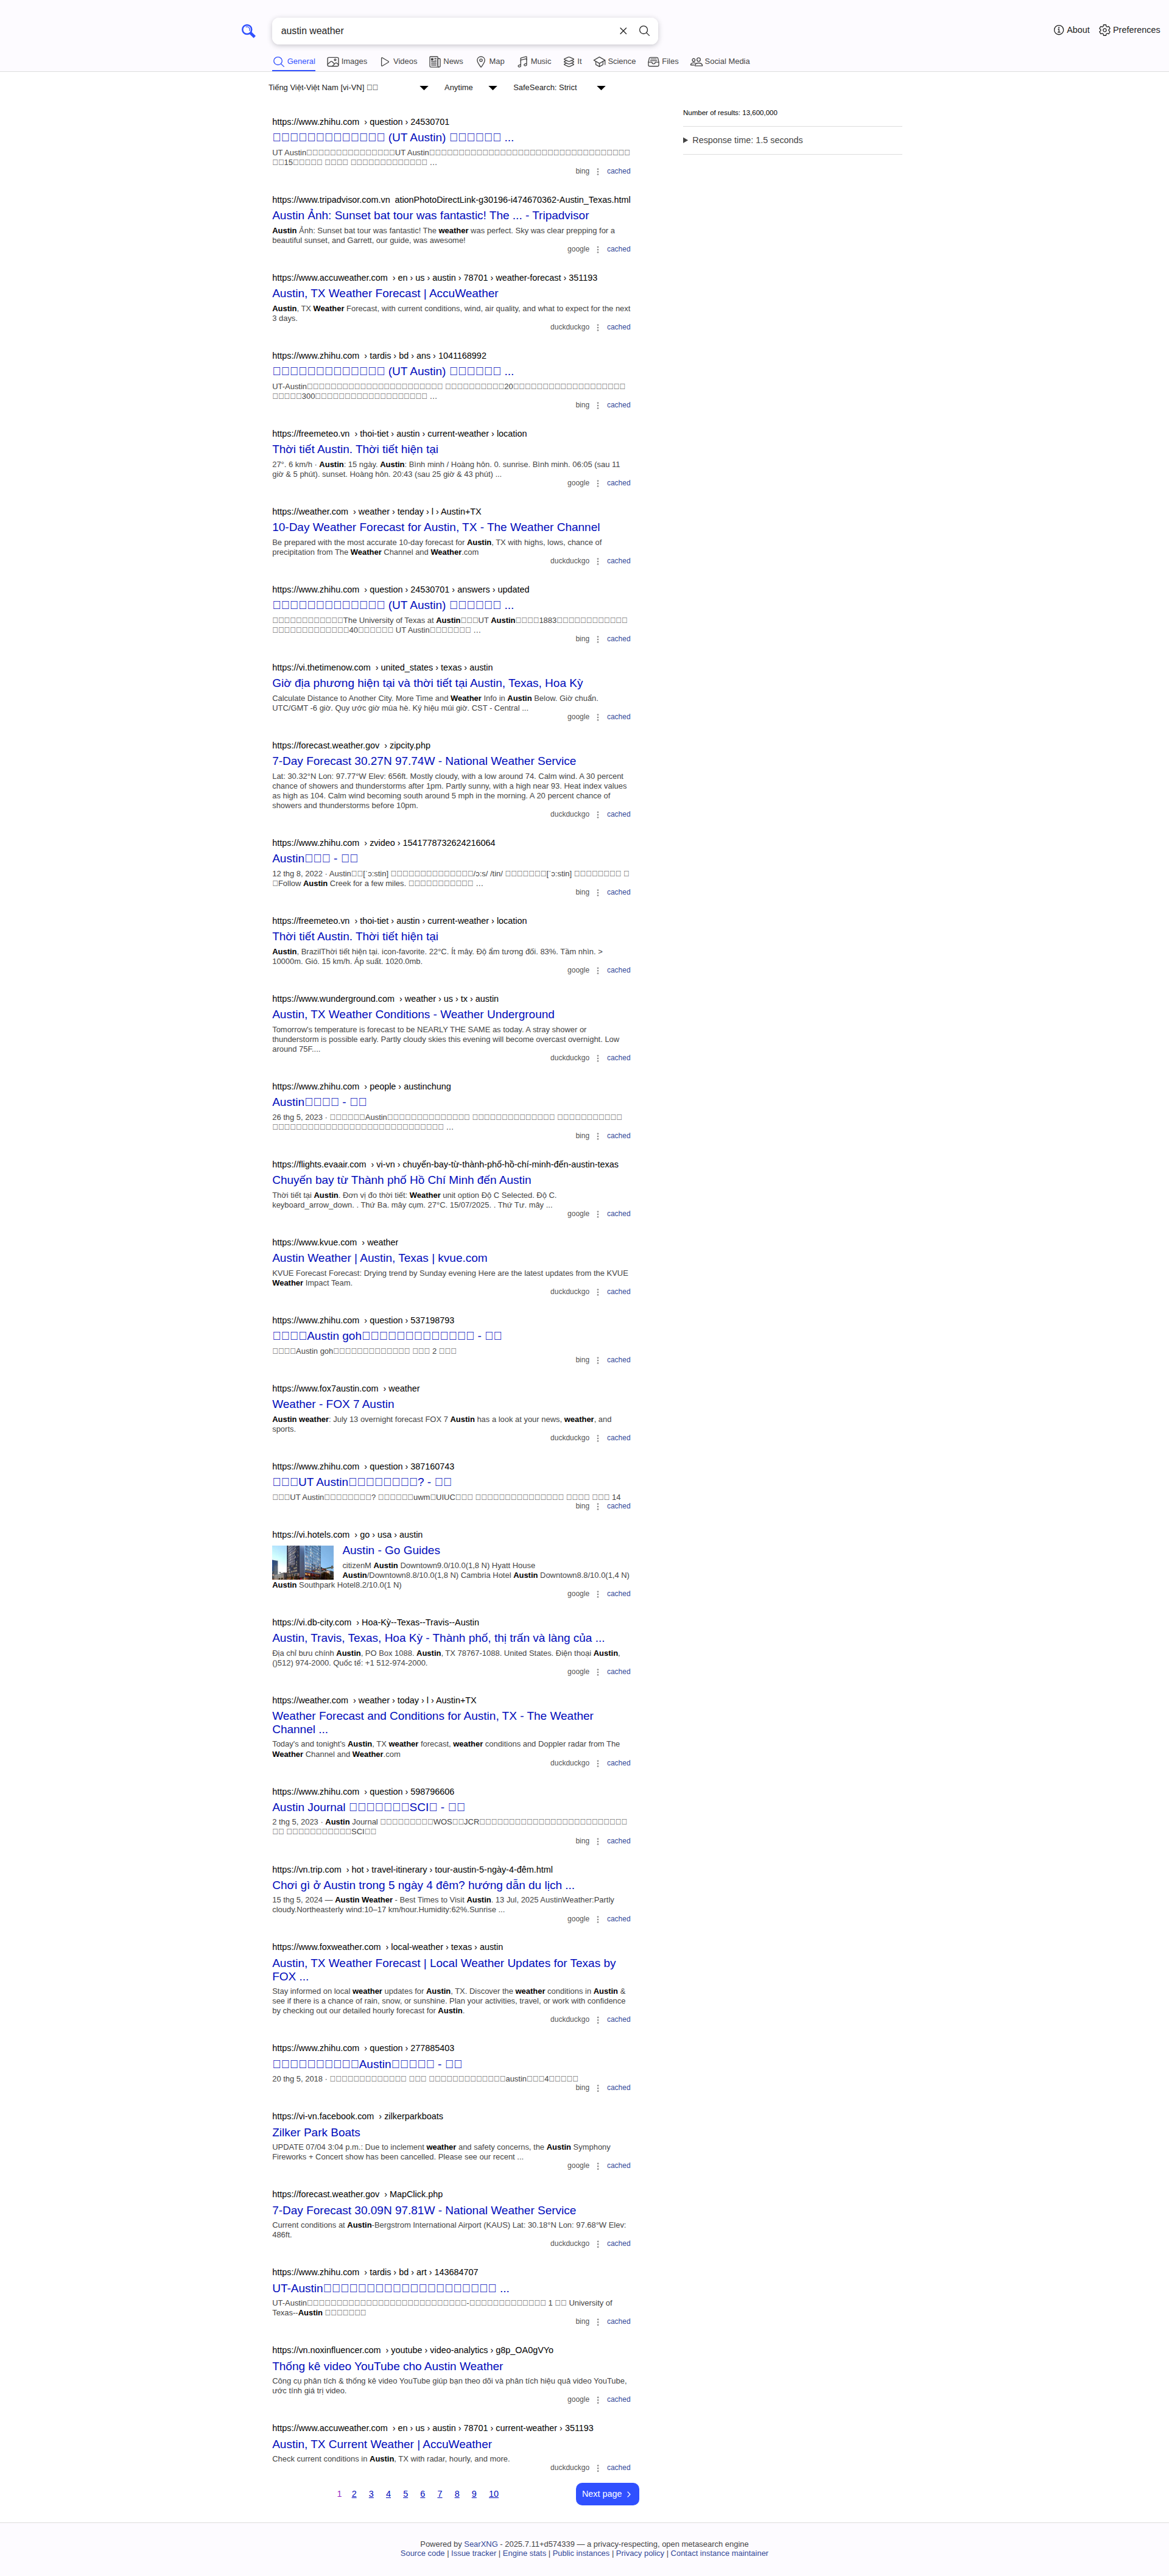 austin weather
About
Preferences
General Images Videos News Map Music It Science Files Social Media
Tiếng Việt-Việt Nam [vi-VN] Anytime SafeSearch: Strict
Number of results: 13,600,000
Response time: 1.5 seconds
https://www.zhihu.com › question › 24530701
(UT Austin) ...
UT Austin UT Austin
15 …
bing cached
https://www.tripadvisor.com.vn ationPhotoDirectLink-g30196-i474670362-Austin_Texas.html
Austin Ảnh: Sunset bat tour was fantastic! The ... - Tripadvisor
Austin Ảnh: Sunset bat tour was fantastic! The weather was perfect. Sky was clear prepping for a
beautiful sunset, and Garrett, our guide, was awesome!
google cached
https://www.accuweather.com › en › us › austin › 78701 › weather-forecast › 351193
Austin, TX Weather Forecast | AccuWeather
Austin, TX Weather Forecast, with current conditions, wind, air quality, and what to expect for the next
3 days.
duckduckgo cached
https://www.zhihu.com › tardis › bd › ans › 1041168992
(UT Austin) ...
UT-Austin 20
300 …
bing cached
https://freemeteo.vn › thoi-tiet › austin › current-weather › location
Thời tiết Austin. Thời tiết hiện tại
27°. 6 km/h · Austin: 15 ngày. Austin: Bình minh / Hoàng hôn. 0. sunrise. Bình minh. 06:05 (sau 11
giờ & 5 phút). sunset. Hoàng hôn. 20:43 (sau 25 giờ & 43 phút) ...
google cached
https://weather.com › weather › tenday › l › Austin+TX
10-Day Weather Forecast for Austin, TX - The Weather Channel
Be prepared with the most accurate 10-day forecast for Austin, TX with highs, lows, chance of
precipitation from The Weather Channel and Weather.com
duckduckgo cached
https://www.zhihu.com › question › 24530701 › answers › updated
(UT Austin) ...
The University of Texas at Austin UT Austin 1883
40 UT Austin …
bing cached
https://vi.thetimenow.com › united_states › texas › austin
Giờ địa phương hiện tại và thời tiết tại Austin, Texas, Hoa Kỳ
Calculate Distance to Another City. More Time and Weather Info in Austin Below. Giờ chuẩn.
UTC/GMT -6 giờ. Quy ước giờ mùa hè. Ký hiệu múi giờ. CST - Central ...
google cached
https://forecast.weather.gov › zipcity.php
7-Day Forecast 30.27N 97.74W - National Weather Service
Lat: 30.32°N Lon: 97.77°W Elev: 656ft. Mostly cloudy, with a low around 74. Calm wind. A 30 percent
chance of showers and thunderstorms after 1pm. Partly sunny, with a high near 93. Heat index values
as high as 104. Calm wind becoming south around 5 mph in the morning. A 20 percent chance of
showers and thunderstorms before 10pm.
duckduckgo cached
https://www.zhihu.com › zvideo › 1541778732624216064
Austin -
12 thg 8, 2022 · Austin [ˈɔːstin] /ɔːs/ /tin/ [ˈɔːstin]
Follow Austin Creek for a few miles. …
bing cached
https://freemeteo.vn › thoi-tiet › austin › current-weather › location
Thời tiết Austin. Thời tiết hiện tại
Austin, BrazilThời tiết hiện tại. icon-favorite. 22°C. Ít mây. Độ ẩm tương đối. 83%. Tầm nhìn. >
10000m. Gió. 15 km/h. Áp suất. 1020.0mb.
google cached
https://www.wunderground.com › weather › us › tx › austin
Austin, TX Weather Conditions - Weather Underground
Tomorrow's temperature is forecast to be NEARLY THE SAME as today. A stray shower or
thunderstorm is possible early. Partly cloudy skies this evening will become overcast overnight. Low
around 75F....
duckduckgo cached
https://www.zhihu.com › people › austinchung
Austin -
26 thg 5, 2023 · Austin
…
bing cached
https://flights.evaair.com › vi-vn › chuyến-bay-từ-thành-phố-hồ-chí-minh-đến-austin-texas
Chuyến bay từ Thành phố Hồ Chí Minh đến Austin
Thời tiết tại Austin. Đơn vị đo thời tiết: Weather unit option Độ C Selected. Độ C.
keyboard_arrow_down. . Thứ Ba. mây cụm. 27°C. 15/07/2025. . Thứ Tư. mây ...
google cached
https://www.kvue.com › weather
Austin Weather | Austin, Texas | kvue.com
KVUE Forecast Forecast: Drying trend by Sunday evening Here are the latest updates from the KVUE
Weather Impact Team.
duckduckgo cached
https://www.zhihu.com › question › 537198793
Austin goh -
Austin goh 2
bing cached
https://www.fox7austin.com › weather
Weather - FOX 7 Austin
Austin weather: July 13 overnight forecast FOX 7 Austin has a look at your news, weather, and
sports.
duckduckgo cached
https://www.zhihu.com › question › 387160743
UT Austin ? -
UT Austin ? uwm UIUC 14
bing cached
https://vi.hotels.com › go › usa › austin
Austin - Go Guides
citizenM Austin Downtown9.0/10.0(1,8 N) Hyatt House
Austin/Downtown8.8/10.0(1,8 N) Cambria Hotel Austin Downtown8.8/10.0(1,4 N)
Austin Southpark Hotel8.2/10.0(1 N)
google cached
https://vi.db-city.com › Hoa-Kỳ--Texas--Travis--Austin
Austin, Travis, Texas, Hoa Kỳ - Thành phố, thị trấn và làng của ...
Địa chỉ bưu chính Austin, PO Box 1088. Austin, TX 78767-1088. United States. Điện thoại Austin,
()512) 974-2000. Quốc tế: +1 512-974-2000.
google cached
https://weather.com › weather › today › l › Austin+TX
Weather Forecast and Conditions for Austin, TX - The Weather
Channel ...
Today's and tonight's Austin, TX weather forecast, weather conditions and Doppler radar from The
Weather Channel and Weather.com
duckduckgo cached
https://www.zhihu.com › question › 598796606
Austin Journal SCI -
2 thg 5, 2023 · Austin Journal WOS JCR
SCI
bing cached
https://vn.trip.com › hot › travel-itinerary › tour-austin-5-ngày-4-đêm.html
Chơi gì ở Austin trong 5 ngày 4 đêm? hướng dẫn du lịch ...
15 thg 5, 2024 — Austin Weather - Best Times to Visit Austin. 13 Jul, 2025 AustinWeather:Partly
cloudy.Northeasterly wind:10–17 km/hour.Humidity:62%.Sunrise ...
google cached
https://www.foxweather.com › local-weather › texas › austin
Austin, TX Weather Forecast | Local Weather Updates for Texas by
FOX ...
Stay informed on local weather updates for Austin, TX. Discover the weather conditions in Austin &
see if there is a chance of rain, snow, or sunshine. Plan your activities, travel, or work with confidence
by checking out our detailed hourly forecast for Austin.
duckduckgo cached
https://www.zhihu.com › question › 277885403
Austin -
20 thg 5, 2018 · austin 4
bing cached
https://vi-vn.facebook.com › zilkerparkboats
Zilker Park Boats
UPDATE 07/04 3:04 p.m.: Due to inclement weather and safety concerns, the Austin Symphony
Fireworks + Concert show has been cancelled. Please see our recent ...
google cached
https://forecast.weather.gov › MapClick.php
7-Day Forecast 30.09N 97.81W - National Weather Service
Current conditions at Austin-Bergstrom International Airport (KAUS) Lat: 30.18°N Lon: 97.68°W Elev:
486ft.
duckduckgo cached
https://www.zhihu.com › tardis › bd › art › 143684707
UT-Austin ...
UT-Austin - 1 University of
Texas--Austin
bing cached
https://vn.noxinfluencer.com › youtube › video-analytics › g8p_OA0gVYo
Thống kê video YouTube cho Austin Weather
Công cụ phân tích & thống kê video YouTube giúp bạn theo dõi và phân tích hiệu quả video YouTube,
ước tính giá trị video.
google cached
https://www.accuweather.com › en › us › austin › 78701 › current-weather › 351193
Austin, TX Current Weather | AccuWeather
Check current conditions in Austin, TX with radar, hourly, and more.
duckduckgo cached
1 2 3 4 5 6 7 8 9 10 Next page
Powered by SearXNG - 2025.7.11+d574339 — a privacy-respecting, open metasearch engine
Source code | Issue tracker | Engine stats | Public instances | Privacy policy | Contact instance maintainer